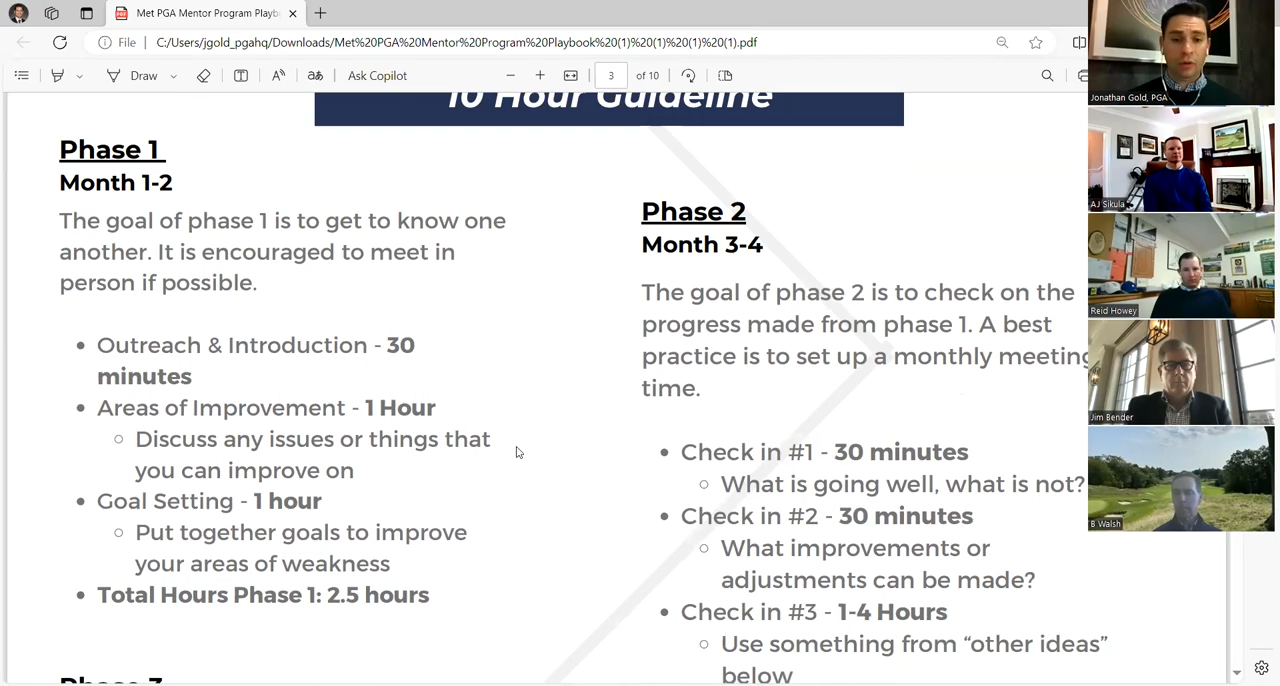 Met PGA Mentor Program Playb
File
C:/Users/jgold_pgahq/Downloads/Met%20PGA%20Mentor%20Program%20Playbook%20(1)%20(1)%20(1)%20(1).pdf
Draw
Ask Copilot
3
of 10
10 Hour Guideline
Phase 1
Month 1-2
The goal of phase 1 is to get to know one
another. It is encouraged to meet in
person if possible.
Outreach & Introduction - 30
minutes
Areas of Improvement - 1 Hour
Discuss any issues or things that
you can improve on
Goal Setting - 1 hour
Put together goals to improve
your areas of weakness
Total Hours Phase 1: 2.5 hours
Phase 3
Phase 2
Month 3-4
The goal of phase 2 is to check on the
progress made from phase 1. A best
practice is to set up a monthly meeting
time.
Check in #1 - 30 minutes
What is going well, what is not?
Check in #2 - 30 minutes
What improvements or
adjustments can be made?
Check in #3 - 1-4 Hours
Use something from “other ideas”
below
Jonathan Gold, PGA
AJ Sikula
Reid Howey
Jim Bender
B Walsh